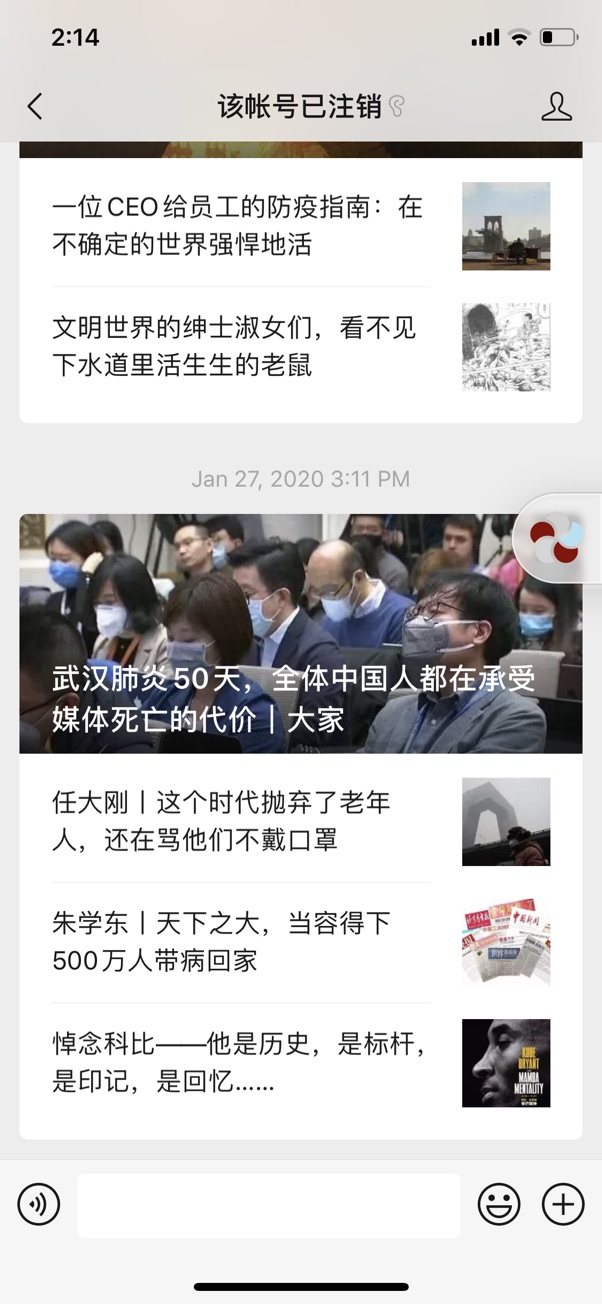 2:14
该帐号已注销
一位CEO给员工的防疫指南：在
不确定的世界强悍地活
文明世界的绅士淑女们，看不见
下水道里活生生的老鼠
Jan 27, 2020 3:11 PM
武汉肺炎50天，全体中国人都在承受
媒体死亡的代价｜大家
任大刚丨这个时代抛弃了老年
人，还在骂他们不戴口罩
朱学东丨天下之大，当容得下
500万人带病回家
中国新闻
悼念科比——他是历史，是标杆，
是印记，是回忆……
KOBE
BRYANT
MAMBA
MENTALITY